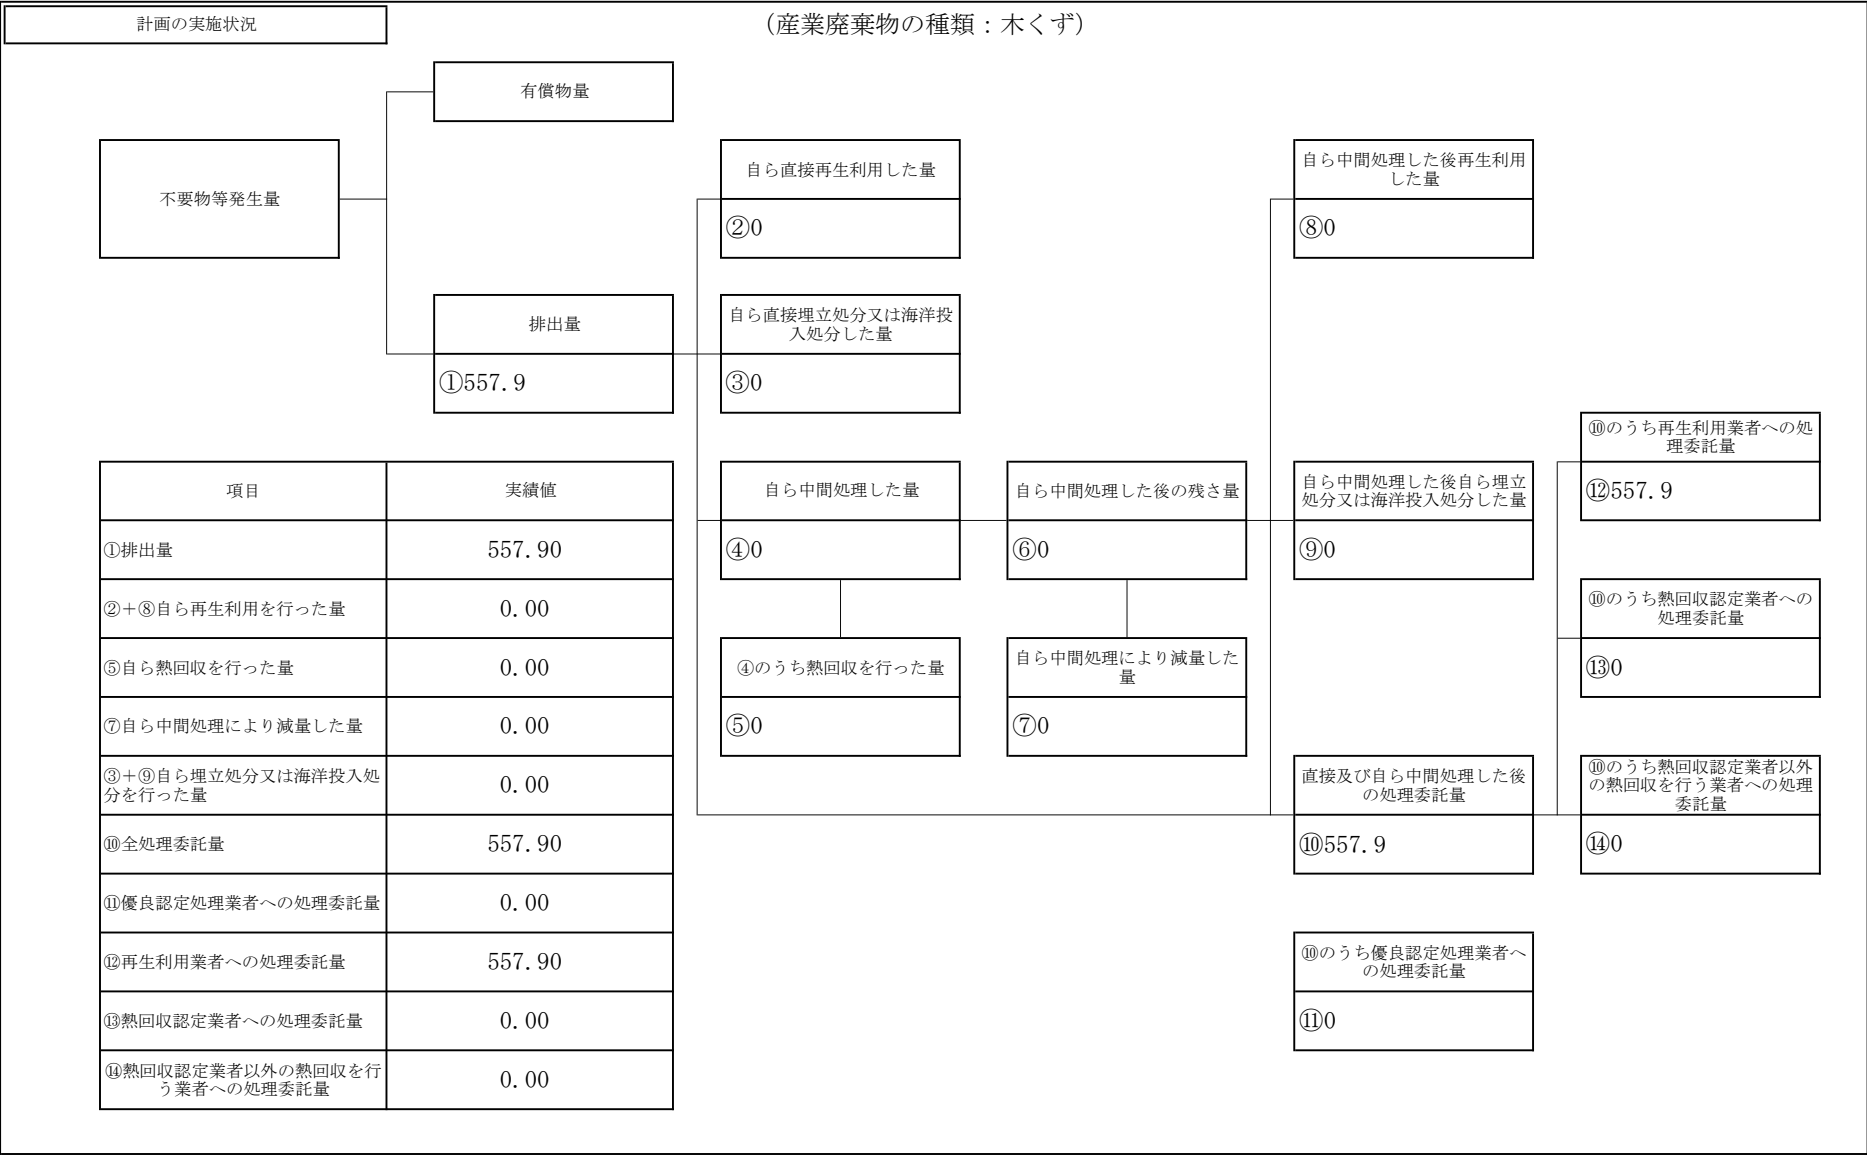 計画の実施状況
（産業廃棄物の種類：木くず）
有償物量
不要物等発生量
自ら直接再生利用した量
②0
自ら中間処理した後再生利用
した量
⑧0
排出量
①557.9
自ら直接埋立処分又は海洋投
入処分した量
③0
⑩のうち再生利用業者への処
理委託量
⑫557.9
自ら中間処理した量
④0
自ら中間処理した後の残さ量
⑥0
自ら中間処理した後自ら埋立
処分又は海洋投入処分した量
⑨0
⑩のうち熱回収認定業者への
処理委託量
⑬0
④のうち熱回収を行った量
⑤0
自ら中間処理により減量した
量
⑦0
直接及び自ら中間処理した後
の処理委託量
⑩557.9
⑩のうち熱回収認定業者以外
の熱回収を行う業者への処理
委託量
⑭0
⑩のうち優良認定処理業者へ
の処理委託量
⑪0
項目 実績値
①排出量 557.90
②＋⑧自ら再生利用を行った量 0.00
⑤自ら熱回収を行った量 0.00
⑦自ら中間処理により減量した量 0.00
③＋⑨自ら埋立処分又は海洋投入処
分を行った量 0.00
⑩全処理委託量 557.90
⑪優良認定処理業者への処理委託量 0.00
⑫再生利用業者への処理委託量 557.90
⑬熱回収認定業者への処理委託量 0.00
⑭熱回収認定業者以外の熱回収を行
う業者への処理委託量 0.00